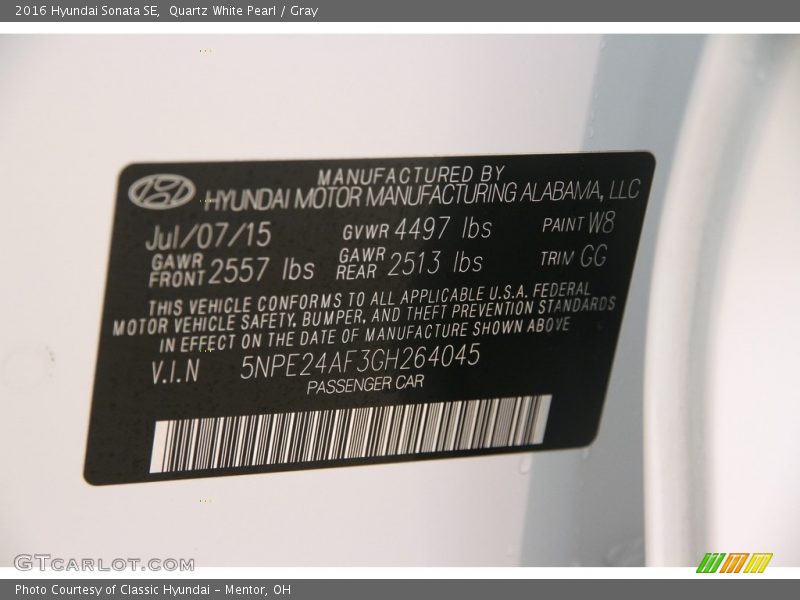 2016 Hyundai Sonata SE,  Quartz White Pearl / Gray
MANUFACTURED BY
HYUNDAI MOTOR MANUFACTURING ALABAMA, LLC
Jul/07/15 GVWR 4497 lbs PAINT W8
GAWR FRONT 2557 lbs GAWR REAR 2513 lbs TRIM GG
THIS VEHICLE CONFORMS TO ALL APPLICABLE U.S.A. FEDERAL
MOTOR VEHICLE SAFETY, BUMPER, AND THEFT PREVENTION STANDARDS
IN EFFECT ON THE DATE OF MANUFACTURE SHOWN ABOVE
V.I.N 5NPE24AF3GH264045
PASSENGER CAR
GTCARLOT.COM
Photo Courtesy of Classic Hyundai - Mentor, OH